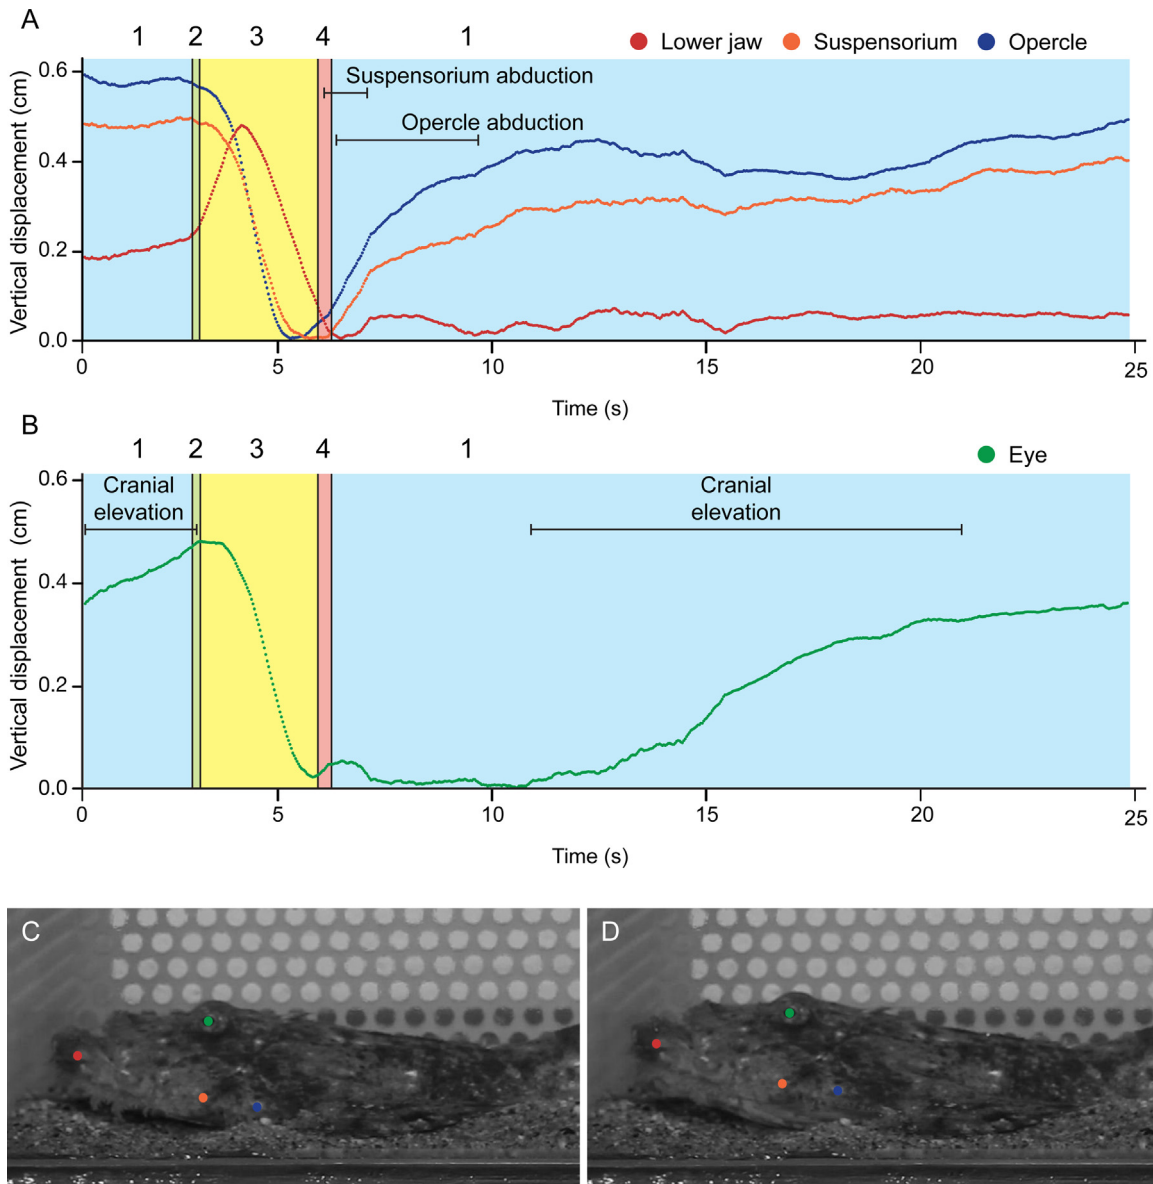 A
1 2 3 4 1
Lower jaw Suspensorium Opercle
Vertical displacement (cm)
0.6
0.4
0.2
0.0
Suspensorium abduction
Opercle abduction
0 5 10 15 20 25
Time (s)
B
1 2 3 4 1
Eye
Vertical displacement (cm)
0.6
0.4
0.2
0.0
Cranial
elevation
Cranial
elevation
0 5 10 15 20 25
Time (s)
C
D